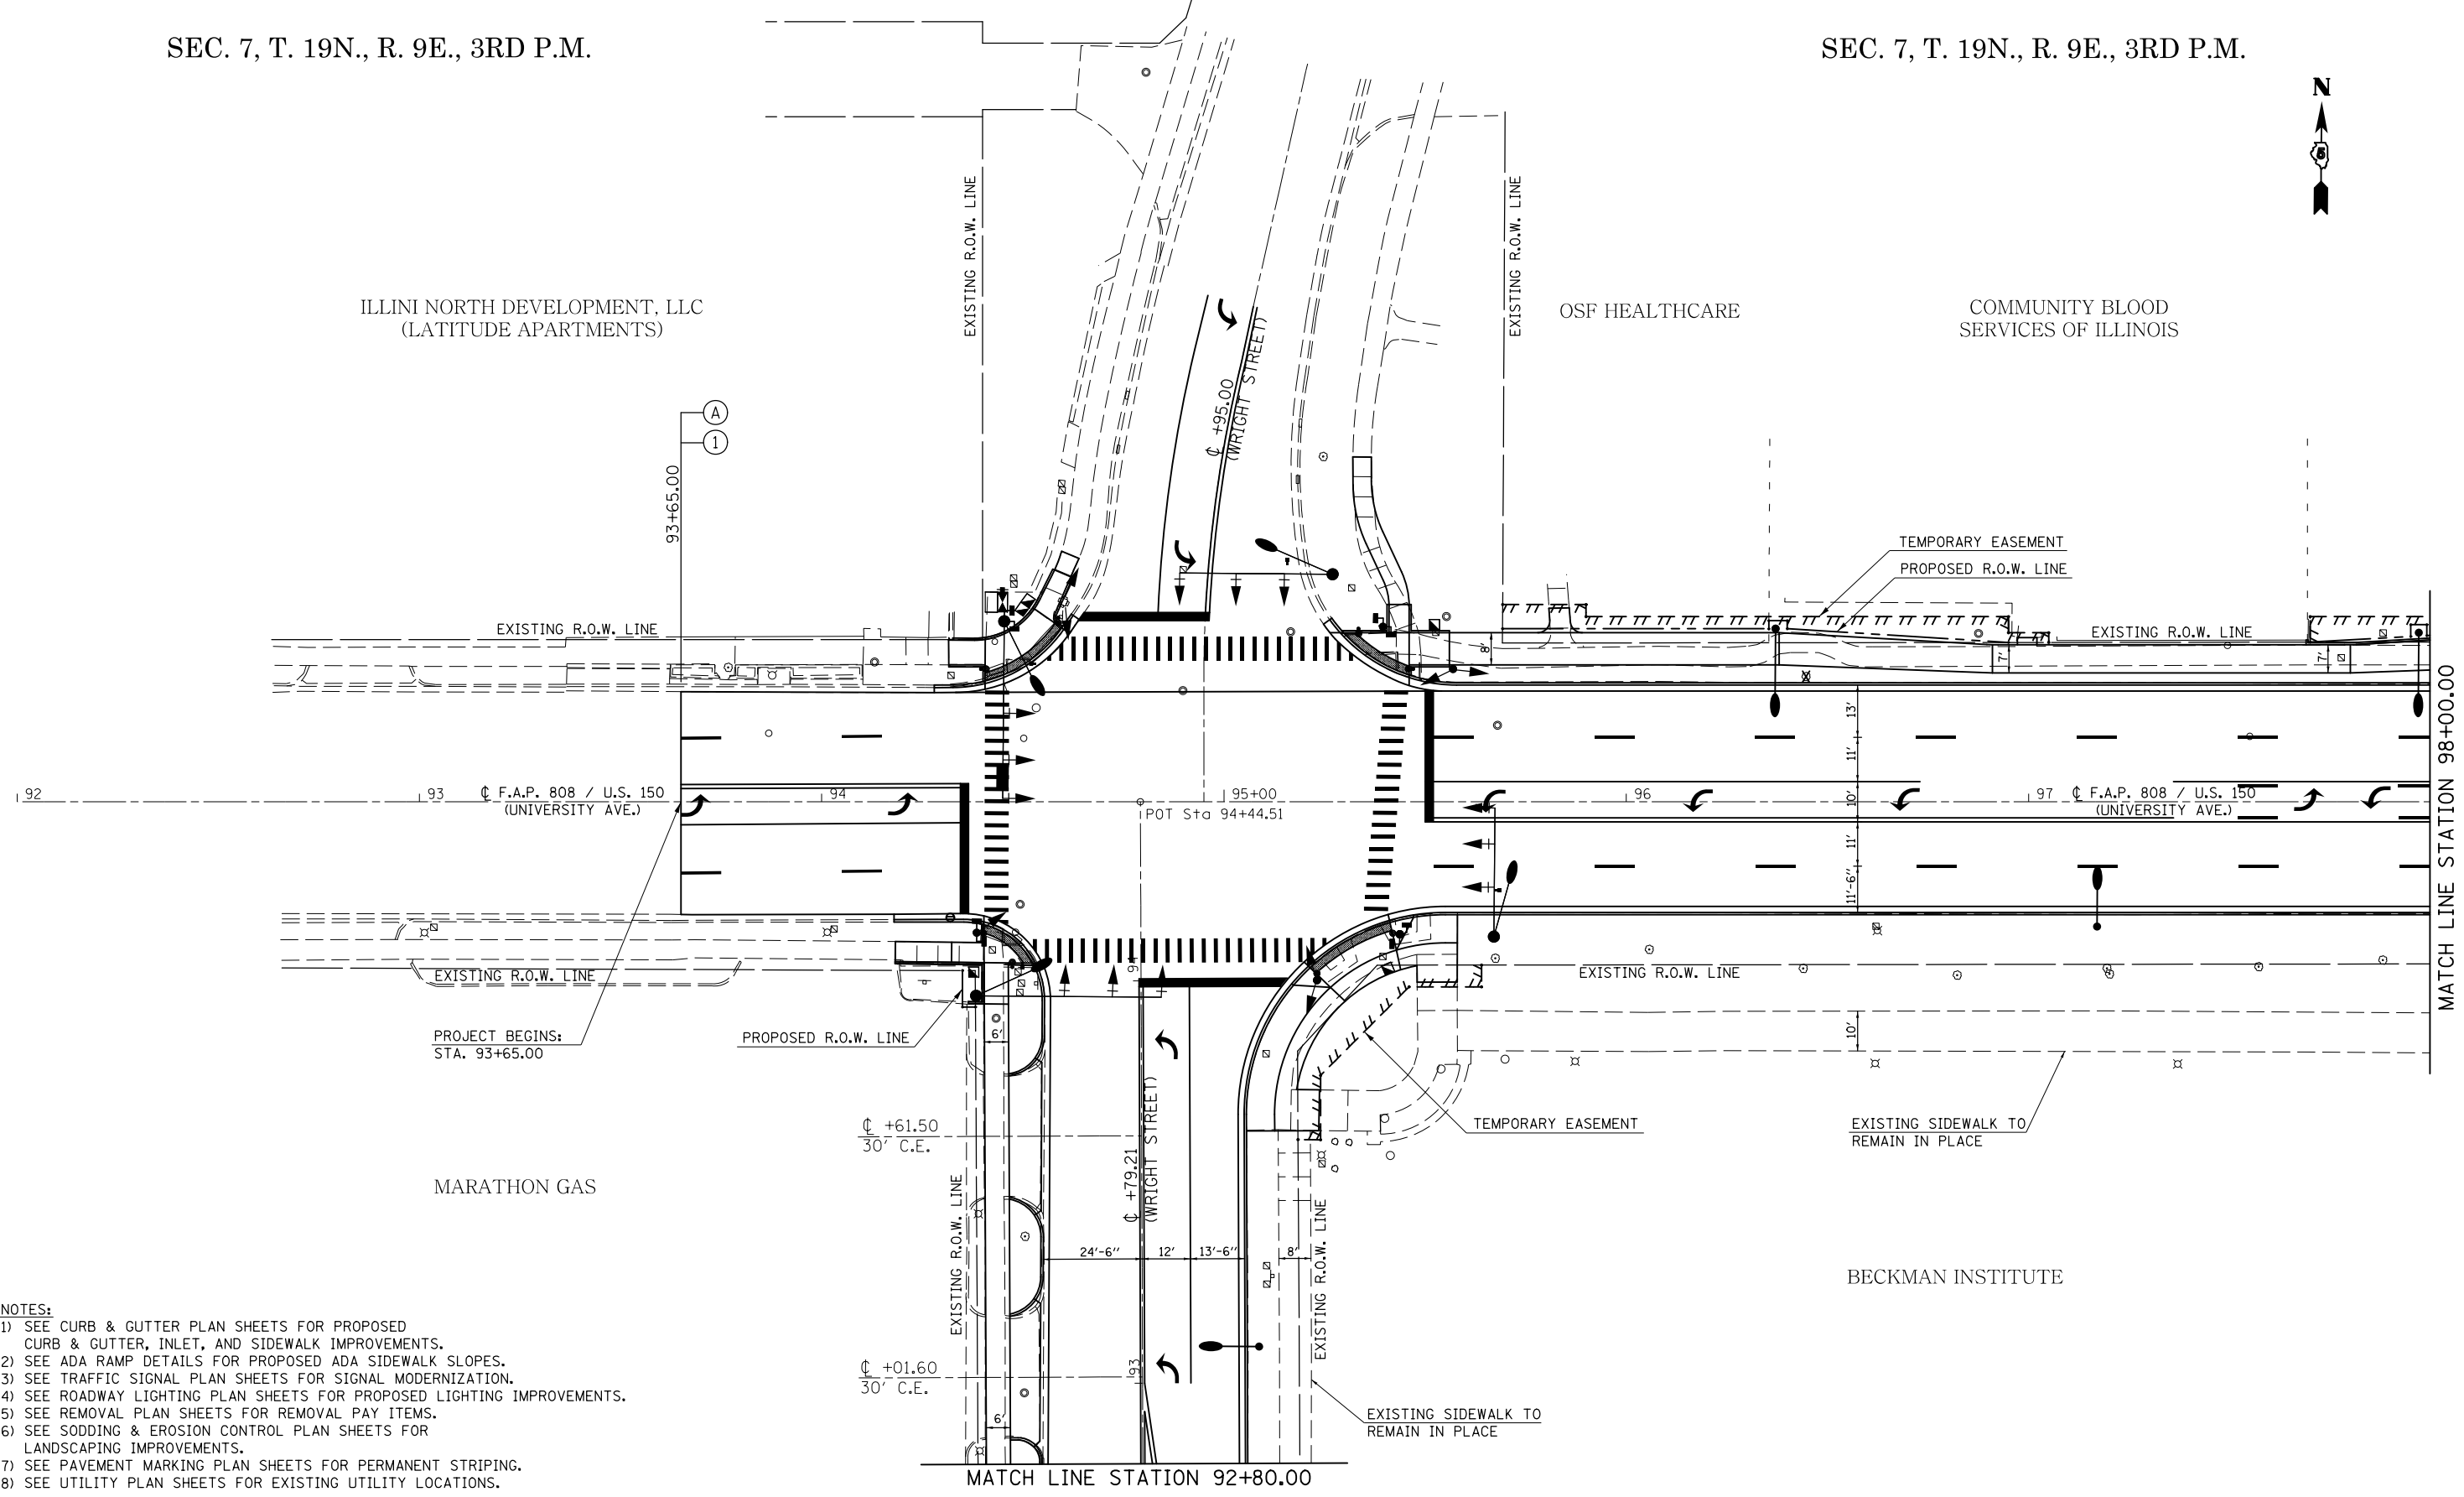 SEC. 7, T. 19N., R. 9E., 3RD P.M.
SEC. 7, T. 19N., R. 9E., 3RD P.M.
N
5
EXISTING R.O.W. LINE
EXISTING R.O.W. LINE
ILLINI NORTH DEVELOPMENT, LLC
(LATITUDE APARTMENTS)
OSF HEALTHCARE
COMMUNITY BLOOD
SERVICES OF ILLINOIS
A
1
93+65.00
℄ +95.00
(WRIGHT STREET)
TEMPORARY EASEMENT
PROPOSED R.O.W. LINE
EXISTING R.O.W. LINE
EXISTING R.O.W. LINE
8'
7'
7'
13'
11'
10'
11'
11'-6"
92
93
℄ F.A.P. 808 / U.S. 150
(UNIVERSITY AVE.)
94
95+00
POT Sta 94+44.51
96
97
℄ F.A.P. 808 / U.S. 150
(UNIVERSITY AVE.)
MATCH LINE STATION 98+00.00
EXISTING R.O.W. LINE
94
EXISTING R.O.W. LINE
PROJECT BEGINS:
STA. 93+65.00
PROPOSED R.O.W. LINE
6'
10'
℄ +61.50
30' C.E.
TEMPORARY EASEMENT
EXISTING SIDEWALK TO
REMAIN IN PLACE
MARATHON GAS
EXISTING R.O.W. LINE
℄ +79.21
(WRIGHT STREET)
EXISTING R.O.W. LINE
24'-6"
12'
13'-6"
8'
BECKMAN INSTITUTE
℄ +01.60
30' C.E.
93
6'
EXISTING SIDEWALK TO
REMAIN IN PLACE
MATCH LINE STATION 92+80.00
NOTES:
1) SEE CURB & GUTTER PLAN SHEETS FOR PROPOSED
CURB & GUTTER, INLET, AND SIDEWALK IMPROVEMENTS.
2) SEE ADA RAMP DETAILS FOR PROPOSED ADA SIDEWALK SLOPES.
3) SEE TRAFFIC SIGNAL PLAN SHEETS FOR SIGNAL MODERNIZATION.
4) SEE ROADWAY LIGHTING PLAN SHEETS FOR PROPOSED LIGHTING IMPROVEMENTS.
5) SEE REMOVAL PLAN SHEETS FOR REMOVAL PAY ITEMS.
6) SEE SODDING & EROSION CONTROL PLAN SHEETS FOR
LANDSCAPING IMPROVEMENTS.
7) SEE PAVEMENT MARKING PLAN SHEETS FOR PERMANENT STRIPING.
8) SEE UTILITY PLAN SHEETS FOR EXISTING UTILITY LOCATIONS.